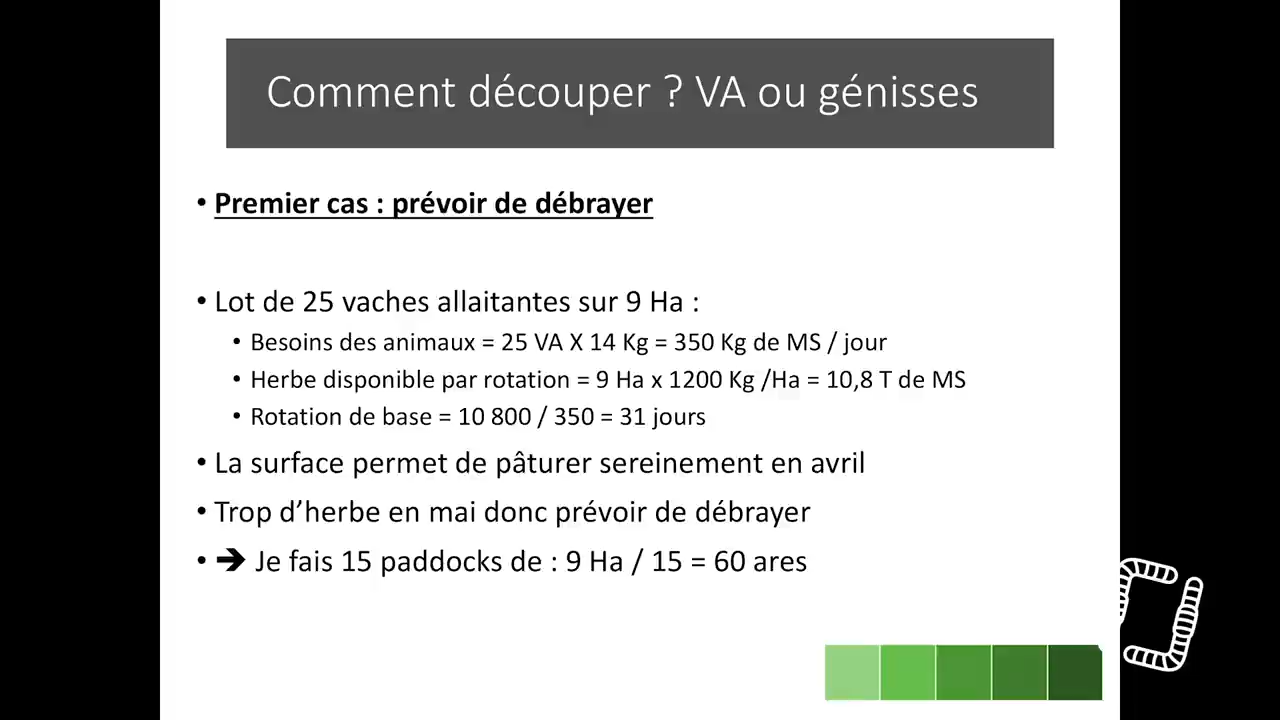 Comment découper ? VA ou génisses
• Premier cas : prévoir de débrayer
• Lot de 25 vaches allaitantes sur 9 Ha :
• Besoins des animaux = 25 VA X 14 Kg = 350 Kg de MS / jour
• Herbe disponible par rotation = 9 Ha x 1200 Kg /Ha = 10,8 T de MS
• Rotation de base = 10 800 / 350 = 31 jours
• La surface permet de pâturer sereinement en avril
• Trop d’herbe en mai donc prévoir de débrayer
• ➔ Je fais 15 paddocks de : 9 Ha / 15 = 60 ares